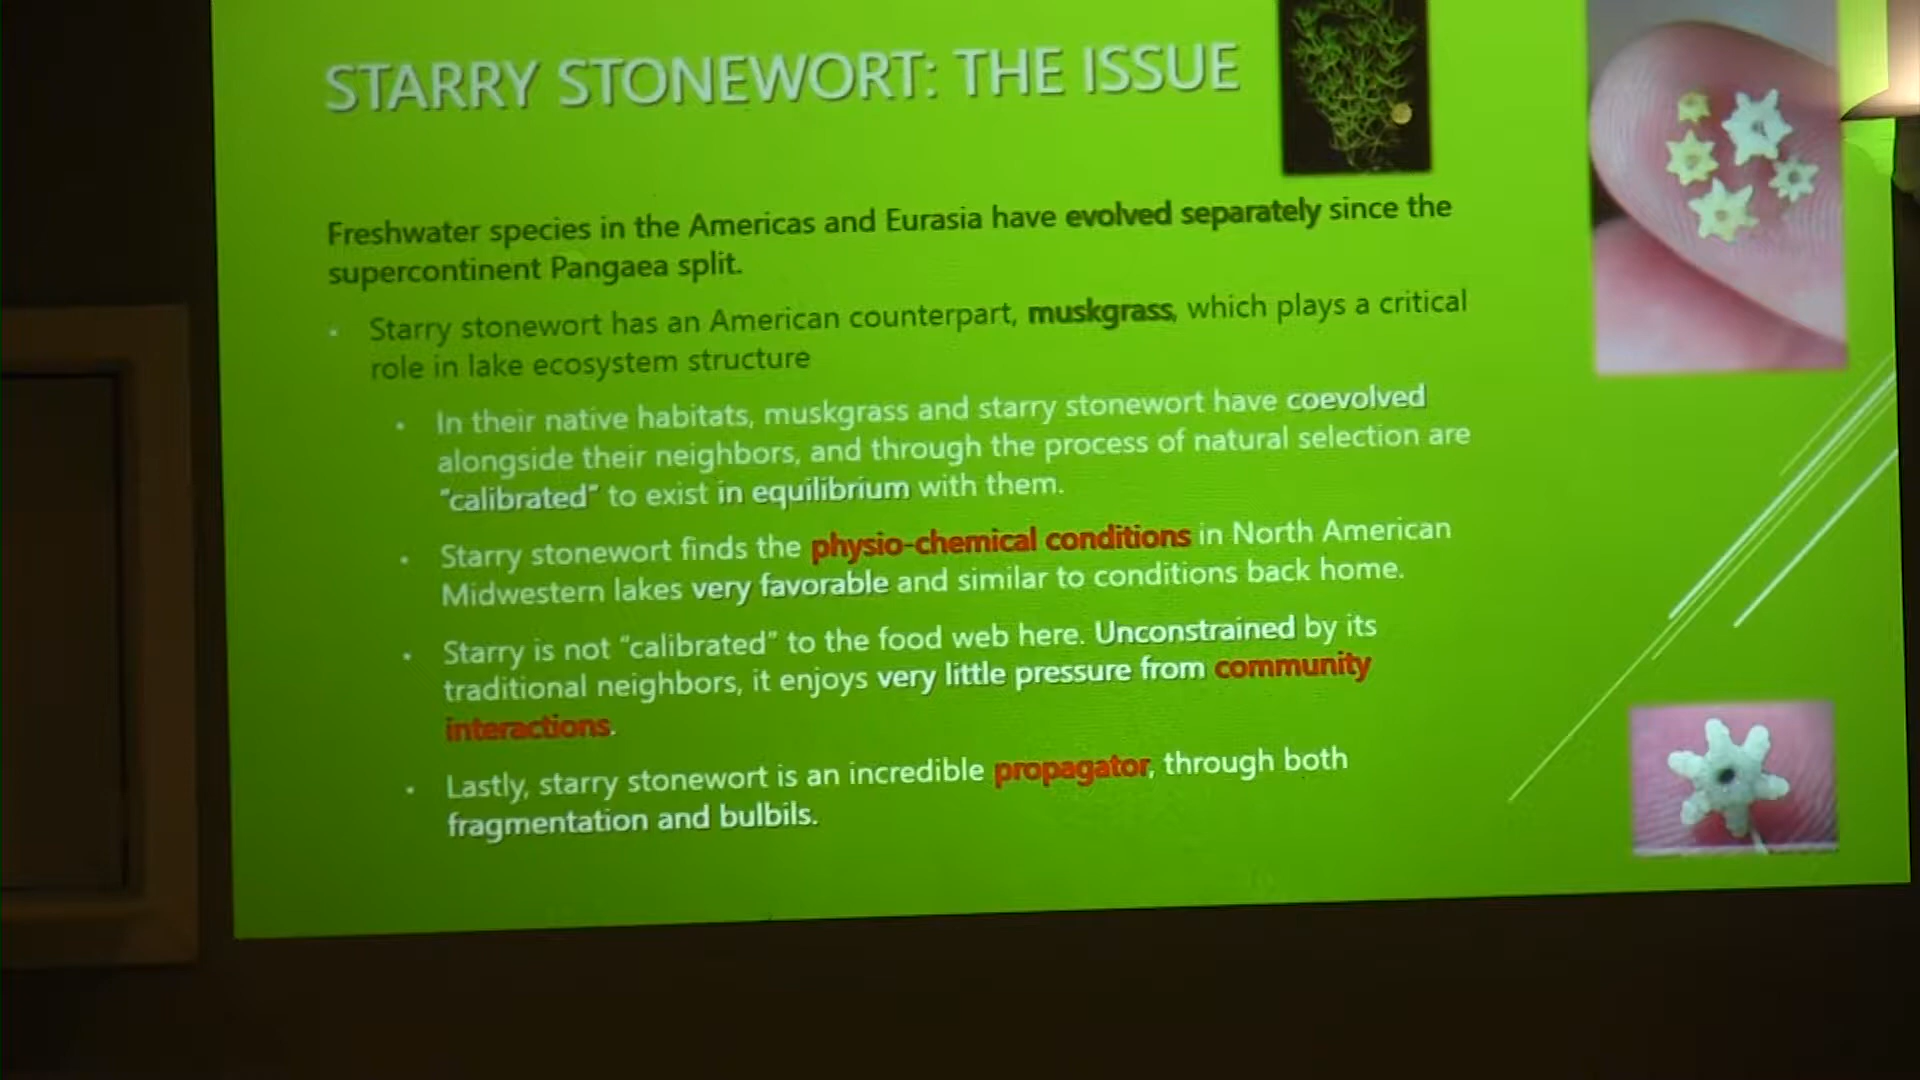 STARRY STONEWORT: THE ISSUE
Freshwater species in the Americas and Eurasia have evolved separately since the
supercontinent Pangaea split.
▪ Starry stonewort has an American counterpart, muskgrass, which plays a critical
role in lake ecosystem structure
▪ In their native habitats, muskgrass and starry stonewort have coevolved
alongside their neighbors, and through the process of natural selection are
"calibrated" to exist in equilibrium with them.
▪ Starry stonewort finds the physio-chemical conditions in North American
Midwestern lakes very favorable and similar to conditions back home.
▪ Starry is not "calibrated" to the food web here. Unconstrained by its
traditional neighbors, it enjoys very little pressure from community
interactions.
▪ Lastly, starry stonewort is an incredible propagator, through both
fragmentation and bulbils.